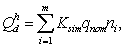 Q_d^h = \sum_{i=1}^{m} K_{sim} q_{nom} n_i,